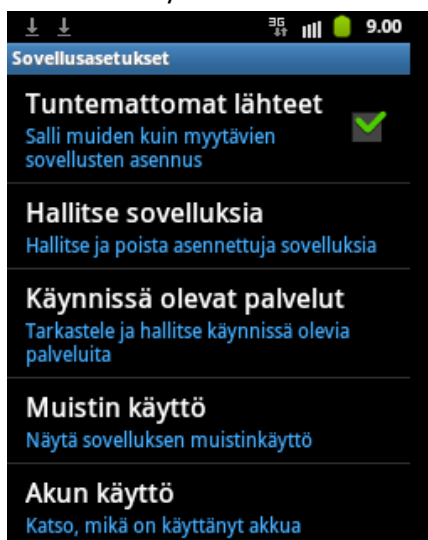 3G 9.00
Sovellusasetukset
Tuntemattomat lähteet
Salli muiden kuin myytävien
sovellusten asennus
Hallitse sovelluksia
Hallitse ja poista asennettuja sovelluksia
Käynnissä olevat palvelut
Tarkastele ja hallitse käynnissä olevia
palveluita
Muistin käyttö
Näytä sovelluksen muistinkäyttö
Akun käyttö
Katso, mikä on käyttänyt akkua